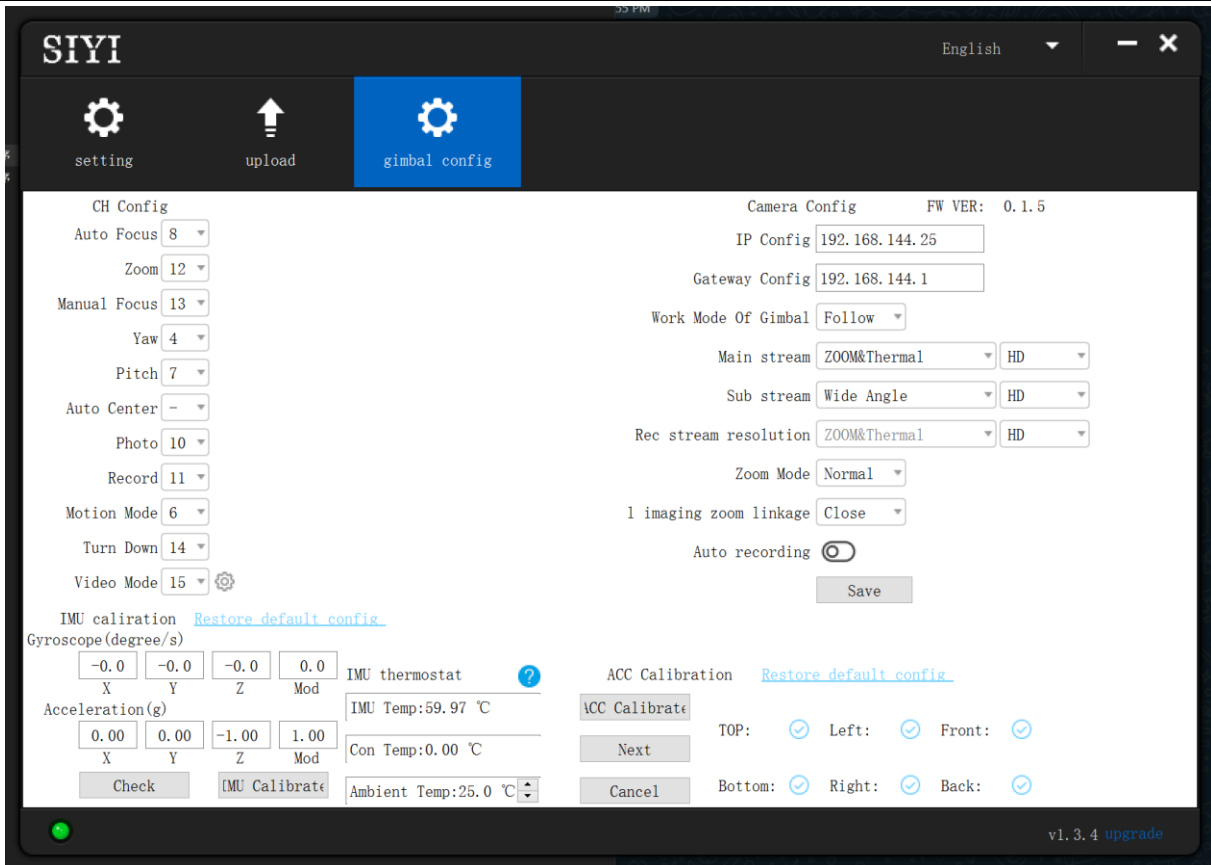 55 PM
SIYI
English
setting upload gimbal config
CH Config
Auto Focus 8
Zoom 12
Manual Focus 13
Yaw 4
Pitch 7
Auto Center -
Photo 10
Record 11
Motion Mode 6
Turn Down 14
Video Mode 15
Camera Config FW VER: 0.1.5
IP Config 192.168.144.25
Gateway Config 192.168.144.1
Work Mode Of Gimbal Follow
Main stream ZOOM&Thermal HD
Sub stream Wide Angle HD
Rec stream resolution ZOOM&Thermal HD
Zoom Mode Normal
l imaging zoom linkage Close
Auto recording
Save
IMU caliration Restore default config
Gyroscope(degree/s)
-0.0 -0.0 -0.0 0.0
X Y Z Mod
Acceleration(g)
0.00 0.00 -1.00 1.00
X Y Z Mod
Check IMU Calibrate
IMU thermostat ?
IMU Temp:59.97 ℃
Con Temp:0.00 ℃
Ambient Temp:25.0 ℃
ACC Calibration Restore default config
ACC Calibrate
Next
Cancel
TOP: Left: Front:
Bottom: Right: Back:
v1.3.4 upgrade